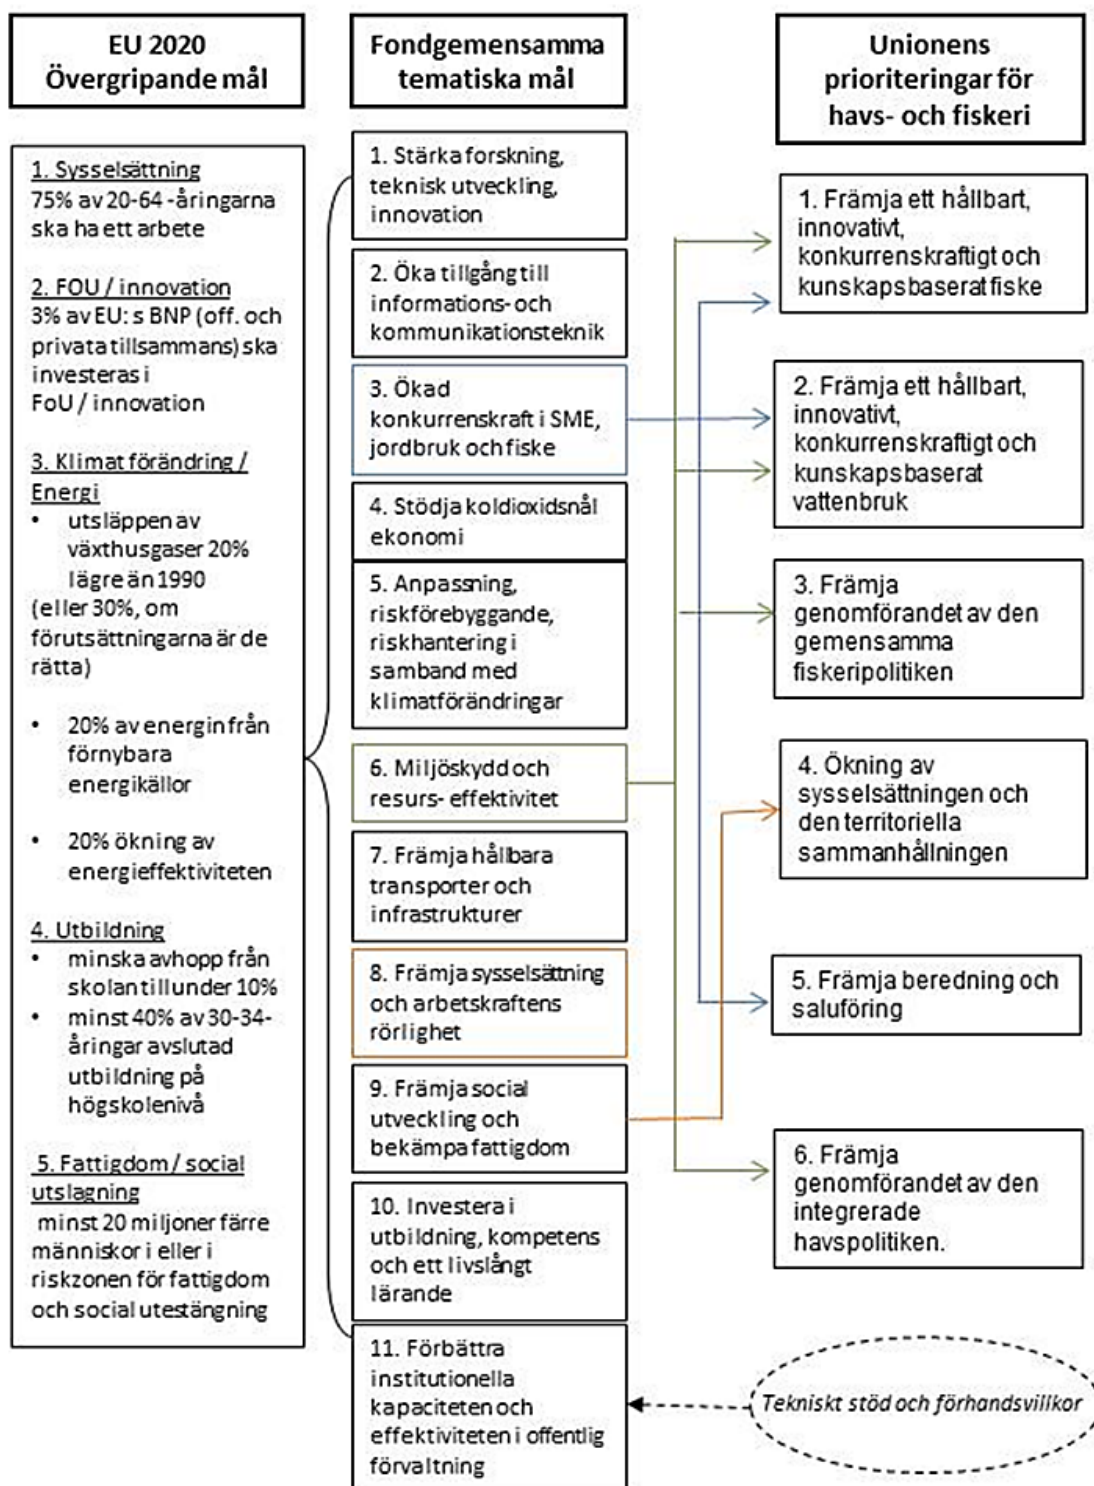 EU 2020
Övergripande mål
1. Sysselsättning
75% av 20-64 -åringarna
ska ha ett arbete
2. FOU / innovation
3% av EU: s BNP (off. och
privata tillsammans) ska
investeras i
FoU / innovation
3. Klimat förändring /
Energi
• utsläppen av
växthusgaser 20%
lägre än 1990
(eller 30%, om
förutsättningarna är de
rätta)
• 20% av energin från
förnybara
energikällor
• 20% ökning av
energieffektiviteten
4. Utbildning
• minska avhopp från
skolan till under 10%
• minst 40% av 30-34-
åringar avslutad
utbildning på
högskolenivå
5. Fattigdom / social
utslagning
minst 20 miljoner färre
människor i eller i
riskzonen för fattigdom
och social utestängning
Fondgemensamma
tematiska mål
1. Stärka forskning,
teknisk utveckling,
innovation
2. Öka tillgång till
informations- och
kommunikationsteknik
3. Ökad
konkurrenskraft i SME,
jordbruk och fiske
4. Stödja koldioxidsnål
ekonomi
5. Anpassning,
riskförebyggande,
riskhantering i
samband med
klimatförändringar
6. Miljöskydd och
resurs- effektivitet
7. Främja hållbara
transporter och
infrastrukturer
8. Främja sysselsättning
och arbetskraftens
rörlighet
9. Främja social
utveckling och
bekämpa fattigdom
10. Investera i
utbildning, kompetens
och ett livslångt
lärande
11. Förbättra
institutionella
kapaciteten och
effektiviteten i offentlig
förvaltning
Unionens
prioriteringar för
havs- och fiskeri
1. Främja ett hållbart,
innovativt,
konkurrenskraftigt och
kunskapsbaserat fiske
2. Främja ett hållbart,
innovativt,
konkurrenskraftigt och
kunskapsbaserat
vattenbruk
3. Främja
genomförandet av den
gemensamma
fiskeripolitiken
4. Ökning av
sysselsättningen och
den territoriella
sammanhållningen
5. Främja beredning och
saluföring
6. Främja
genomförandet av den
integrerade
havspolitiken.
Tekniskt stöd och förhandsvillkor